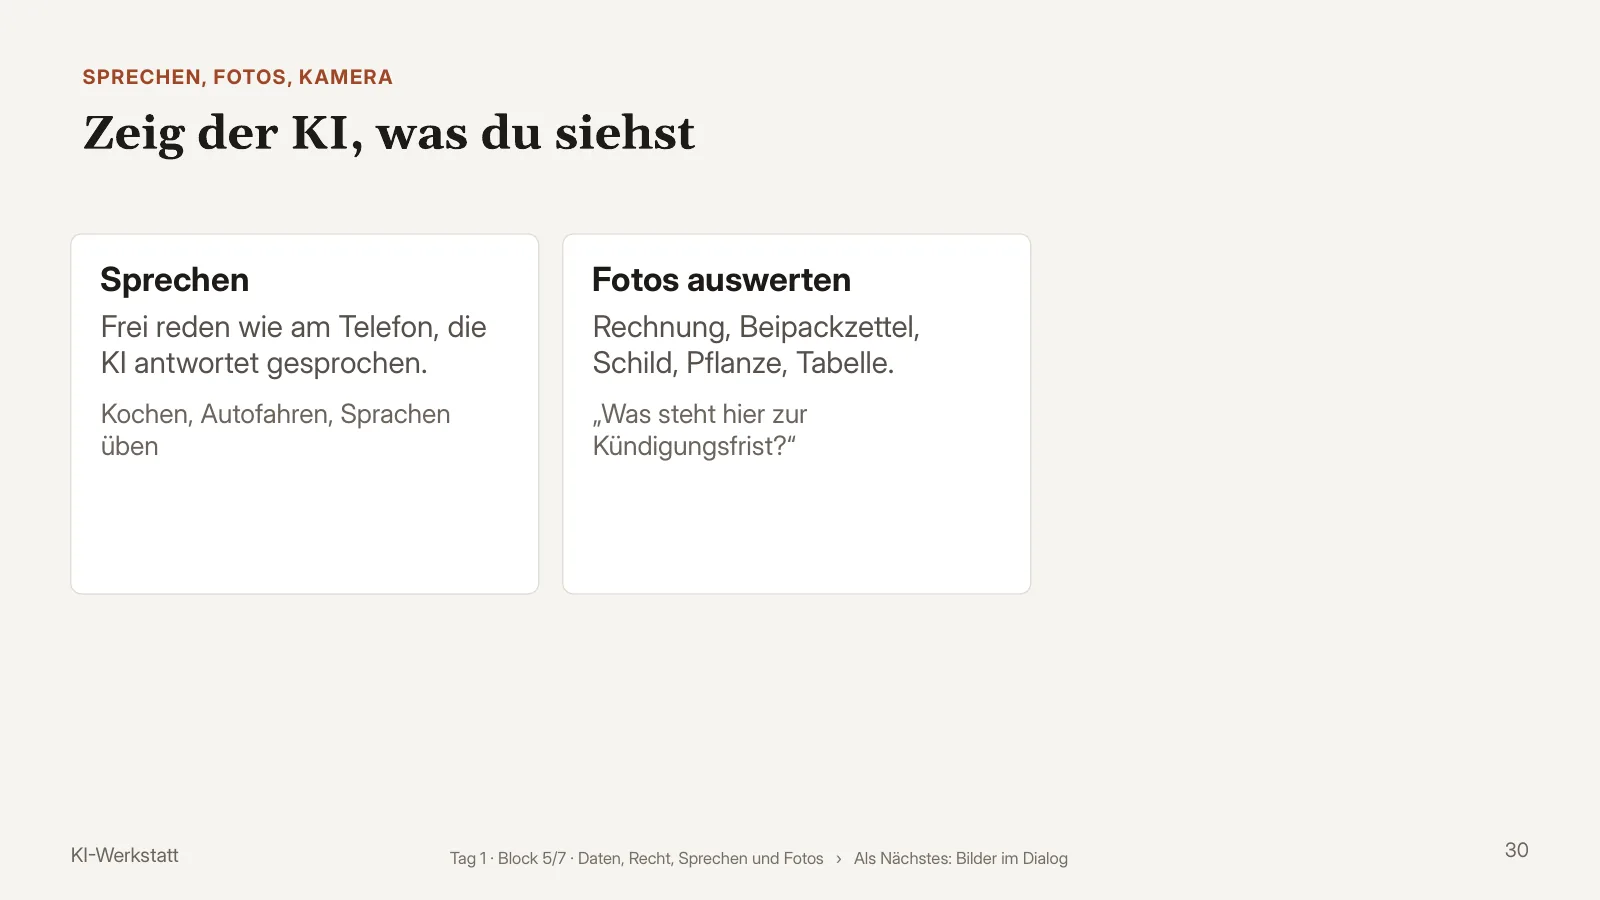 SPRECHEN, FOTOS, KAMERA
Zeig der KI, was du siehst
Sprechen
Frei reden wie am Telefon, die
KI antwortet gesprochen.
Kochen, Autofahren, Sprachen
üben
Fotos auswerten
Rechnung, Beipackzettel,
Schild, Pflanze, Tabelle.
„Was steht hier zur
Kündigungsfrist?“
KI-Werkstatt
Tag 1 · Block 5/7 · Daten, Recht, Sprechen und Fotos › Als Nächstes: Bilder im Dialog
30